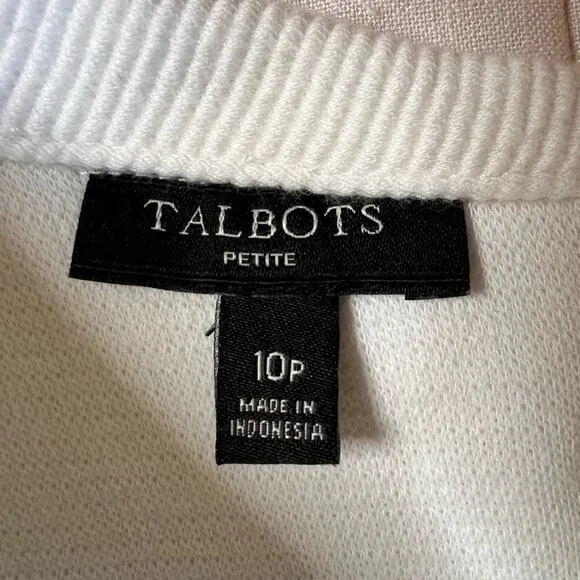 TALBOTS
PETITE
10P
MADE IN
INDONESIA